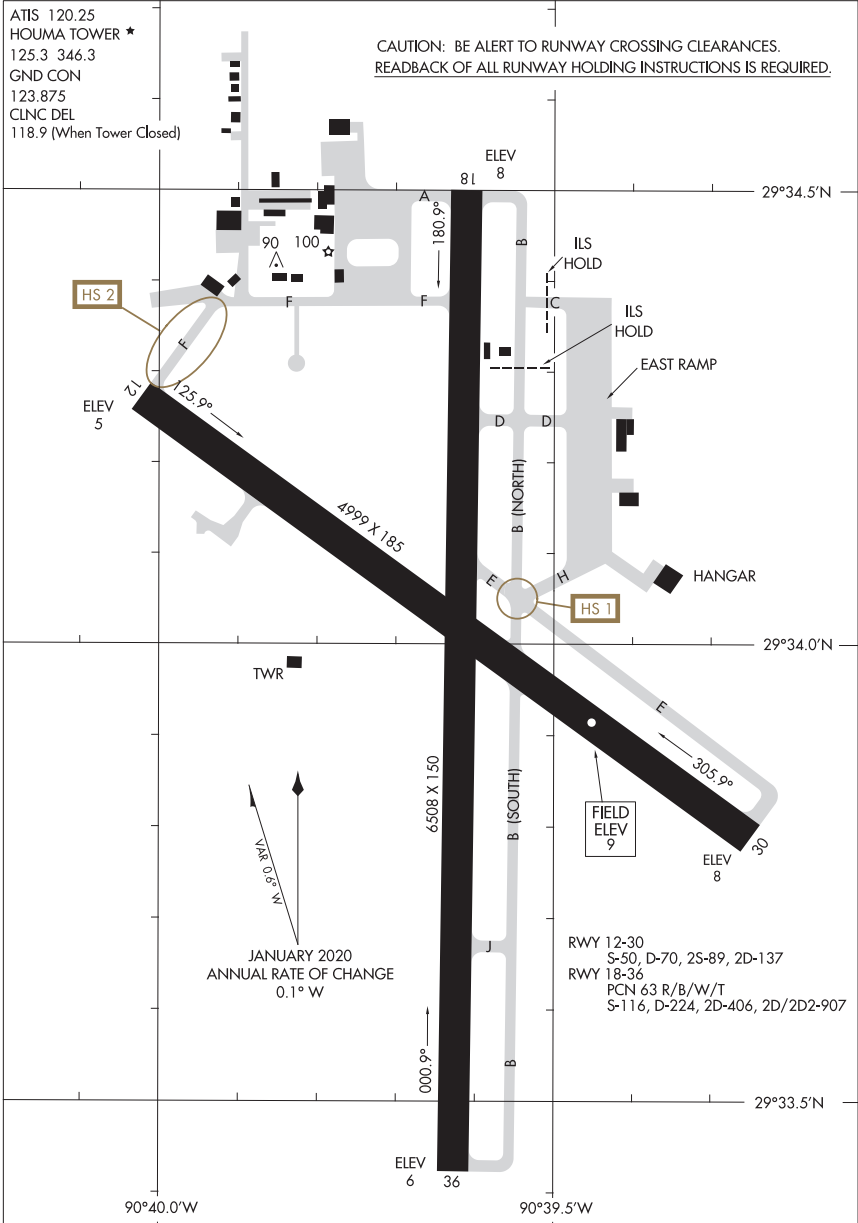 ATIS 120.25
HOUMA TOWER ★
125.3 346.3
GND CON
123.875
CLNC DEL
118.9 (When Tower Closed)
CAUTION: BE ALERT TO RUNWAY CROSSING CLEARANCES.
READBACK OF ALL RUNWAY HOLDING INSTRUCTIONS IS REQUIRED.
ELEV
8
18
A
29°34.5'N
180.9°
B
ILS
HOLD
90
100
HS 2
F
F
C
ILS
HOLD
F
EAST RAMP
12
125.9°
ELEV
5
D
D
B (NORTH)
4999 X 185
E
H
HANGAR
HS 1
29°34.0'N
TWR
E
6508 X 150
B (SOUTH)
305.9°
FIELD
ELEV
9
30
ELEV
8
VAR 0.6° W
JANUARY 2020
ANNUAL RATE OF CHANGE
0.1° W
J
RWY 12-30
S-50, D-70, 2S-89, 2D-137
RWY 18-36
PCN 63 R/B/W/T
S-116, D-224, 2D-406, 2D/2D2-907
000.9°
B
29°33.5'N
ELEV
6
36
90°40.0'W
90°39.5'W